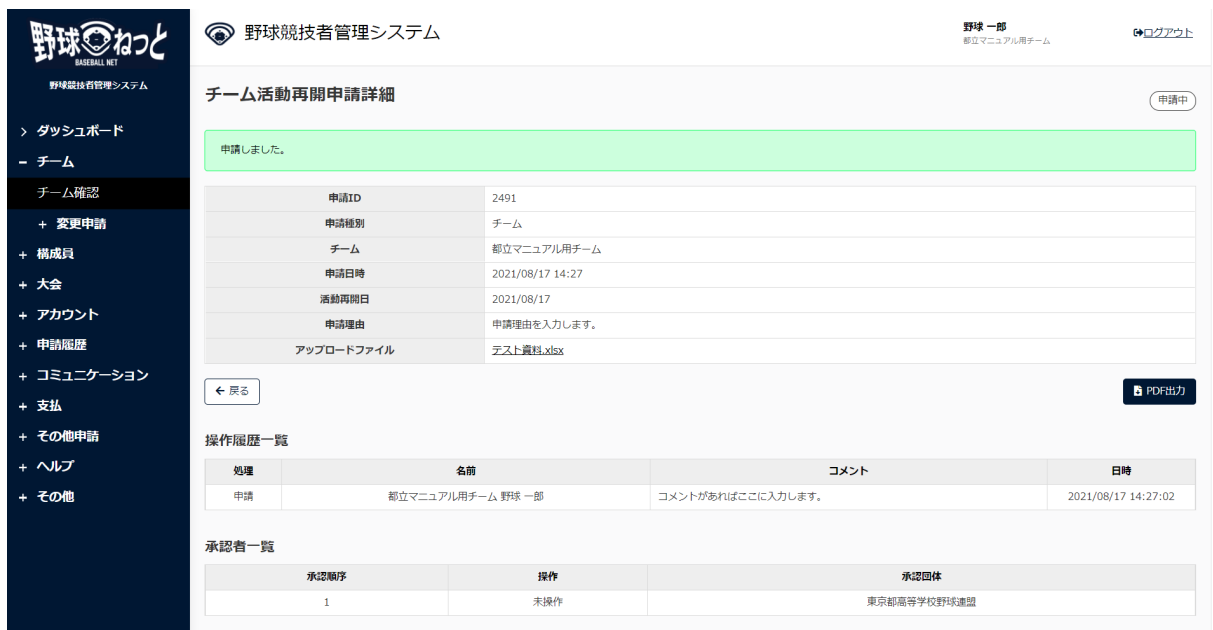 野球ねっと
BASEBALL NET
野球競技者管理システム
> ダッシュボード
− チーム
チーム確認
+ 変更申請
+ 構成員
+ 大会
+ アカウント
+ 申請履歴
+ コミュニケーション
+ 支払
+ その他申請
+ ヘルプ
+ その他
野球競技者管理システム
野球 一郎
都立マニュアル用チーム
ログアウト
チーム活動再開申請詳細
申請中
申請しました。
申請ID 2491
申請種別 チーム
チーム 都立マニュアル用チーム
申請日時 2021/08/17 14:27
活動再開日 2021/08/17
申請理由 申請理由を入力します。
アップロードファイル テスト資料.xlsx
← 戻る
PDF出力
操作履歴一覧
処理 名前 コメント 日時
申請 都立マニュアル用チーム 野球 一郎 コメントがあればここに入力します。 2021/08/17 14:27:02
承認者一覧
承認順序 操作 承認団体
1 未操作 東京都高等学校野球連盟